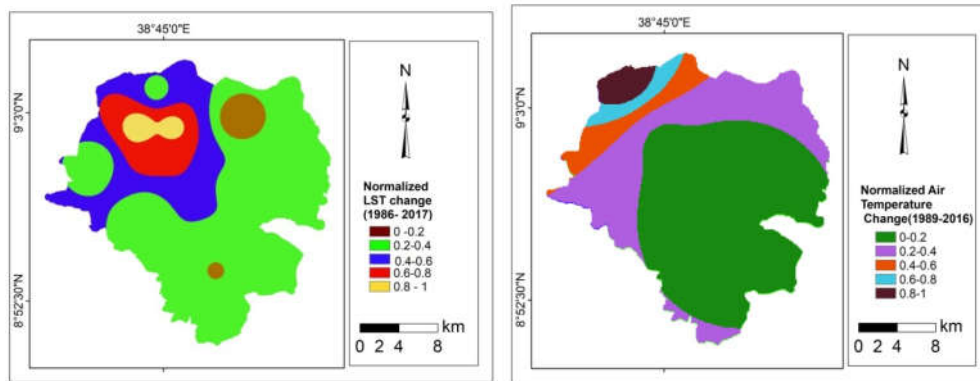 38°45'0"E
9°3'0"N
8°52'30"N
N
Normalized
LST change
(1986- 2017)
0 -0.2
0.2-0.4
0.4-0.6
0.6-0.8
0.8 - 1
km
0 2 4 8
38°45'0"E
9°3'0"N
8°52'30"N
N
Normalized Air
Temperature
Change(1989-2016)
0-0.2
0.2-0.4
0.4-0.6
0.6-0.8
0.8-1
km
0 2 4 8